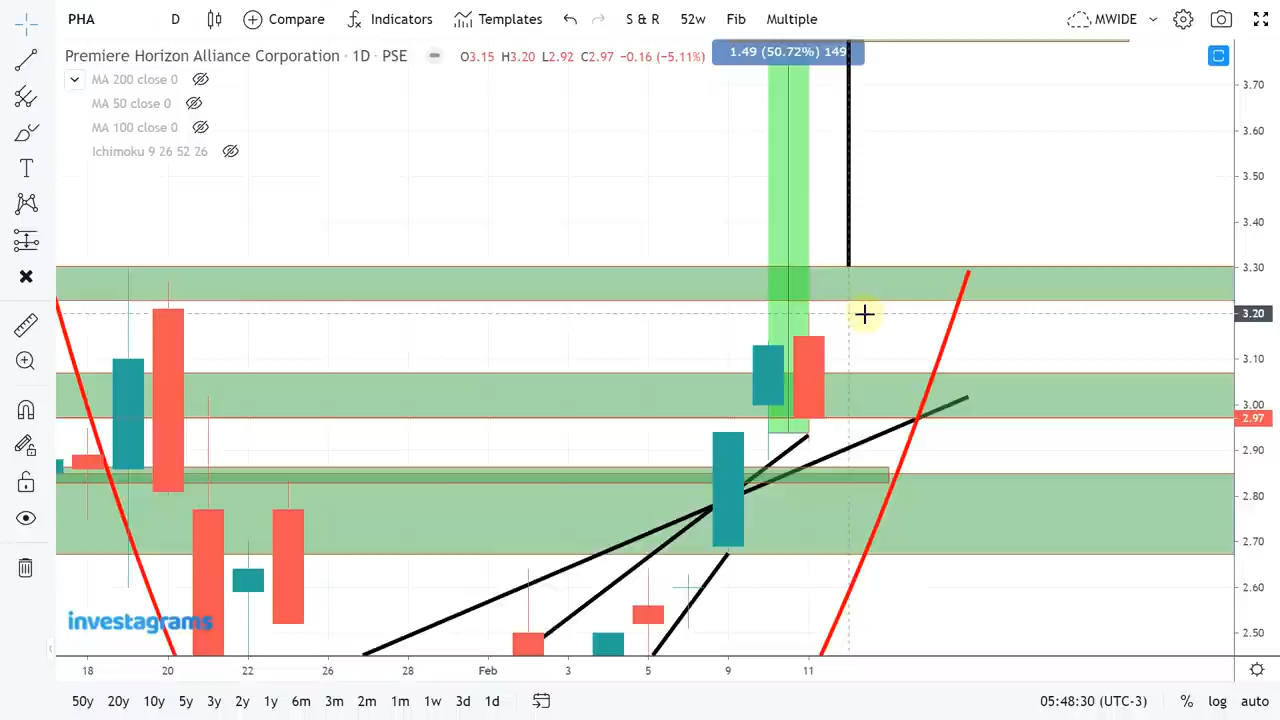 PHA D Compare Indicators Templates S & R 52w Fib Multiple MWIDE
Premiere Horizon Alliance Corporation · 1D · PSE O3.15 H3.20 L2.92 C2.97 −0.16 (−5.11%) 1.49 (50.72%) 149
MA 200 close 0
MA 50 close 0
MA 100 close 0
Ichimoku 9 26 52 26
3.70
3.60
3.50
3.40
3.30
3.20
3.10
3.00
2.97
2.90
2.80
2.70
2.60
2.50
investagrams
18 20 22 26 28 Feb 3 5 9 11
50y 20y 10y 5y 3y 2y 1y 6m 3m 2m 1m 1w 3d 1d 05:48:30 (UTC-3) % log auto